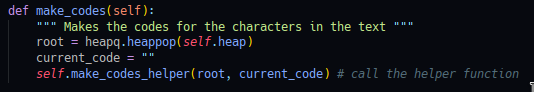 def make_codes(self):
    """ Makes the codes for the characters in the text """
    root = heapq.heappop(self.heap)
    current_code = ""
    self.make_codes_helper(root, current_code) # call the helper function